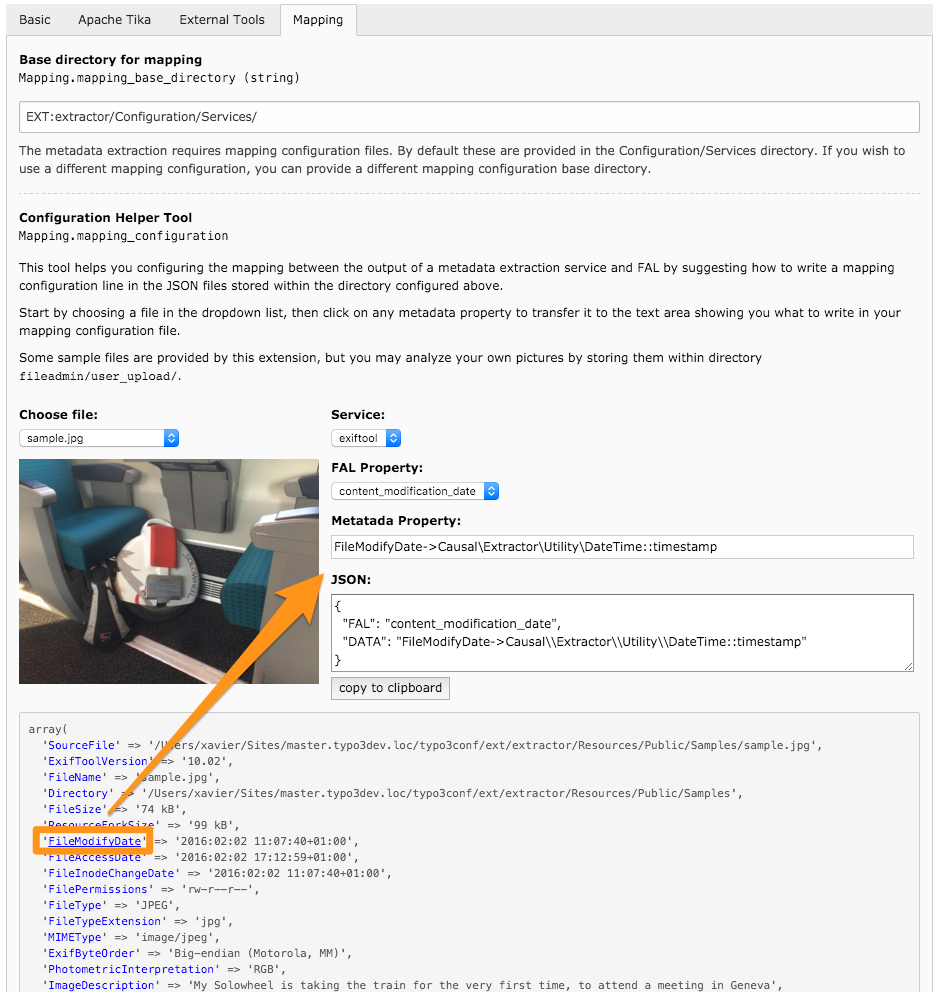 Basic Apache Tika External Tools Mapping
Base directory for mapping
Mapping.mapping_base_directory (string)
EXT:extractor/Configuration/Services/
The metadata extraction requires mapping configuration files. By default these are provided in the Configuration/Services directory. If you wish to
use a different mapping configuration, you can provide a different mapping configuration base directory.
Configuration Helper Tool
Mapping.mapping_configuration
This tool helps you configuring the mapping between the output of a metadata extraction service and FAL by suggesting how to write a mapping
configuration line in the JSON files stored within the directory configured above.
Start by choosing a file in the dropdown list, then click on any metadata property to transfer it to the text area showing you what to write in your
mapping configuration file.
Some sample files are provided by this extension, but you may analyze your own pictures by storing them within directory
fileadmin/user_upload/.
Choose file:
sample.jpg
Service:
exiftool
FAL Property:
content_modification_date
Metatada Property:
FileModifyDate->Causal\Extractor\Utility\DateTime::timestamp
JSON:
{
"FAL": "content_modification_date",
"DATA": "FileModifyDate->Causal\\Extractor\\Utility\\DateTime::timestamp"
}
copy to clipboard
SOLOWHEEL
array(
'SourceFile' => '/Users/xavier/Sites/master.typo3dev.loc/typo3conf/ext/extractor/Resources/Public/Samples/sample.jpg',
'ExifToolVersion' => '10.02',
'FileName' => 'sample.jpg',
'Directory' => '/Users/xavier/Sites/master.typo3dev.loc/typo3conf/ext/extractor/Resources/Public/Samples',
'FileSize' => '74 kB',
'ResourceForkSize' => '99 kB',
'FileModifyDate' => '2016:02:02 11:07:40+01:00',
'FileAccessDate' => '2016:02:02 17:12:59+01:00',
'FileInodeChangeDate' => '2016:02:02 11:07:40+01:00',
'FilePermissions' => 'rw-r--r--',
'FileType' => 'JPEG',
'FileTypeExtension' => 'jpg',
'MIMEType' => 'image/jpeg',
'ExifByteOrder' => 'Big-endian (Motorola, MM)',
'PhotometricInterpretation' => 'RGB',
'ImageDescription' => 'My Solowheel is taking the train for the very first time, to attend a meeting in Geneva',